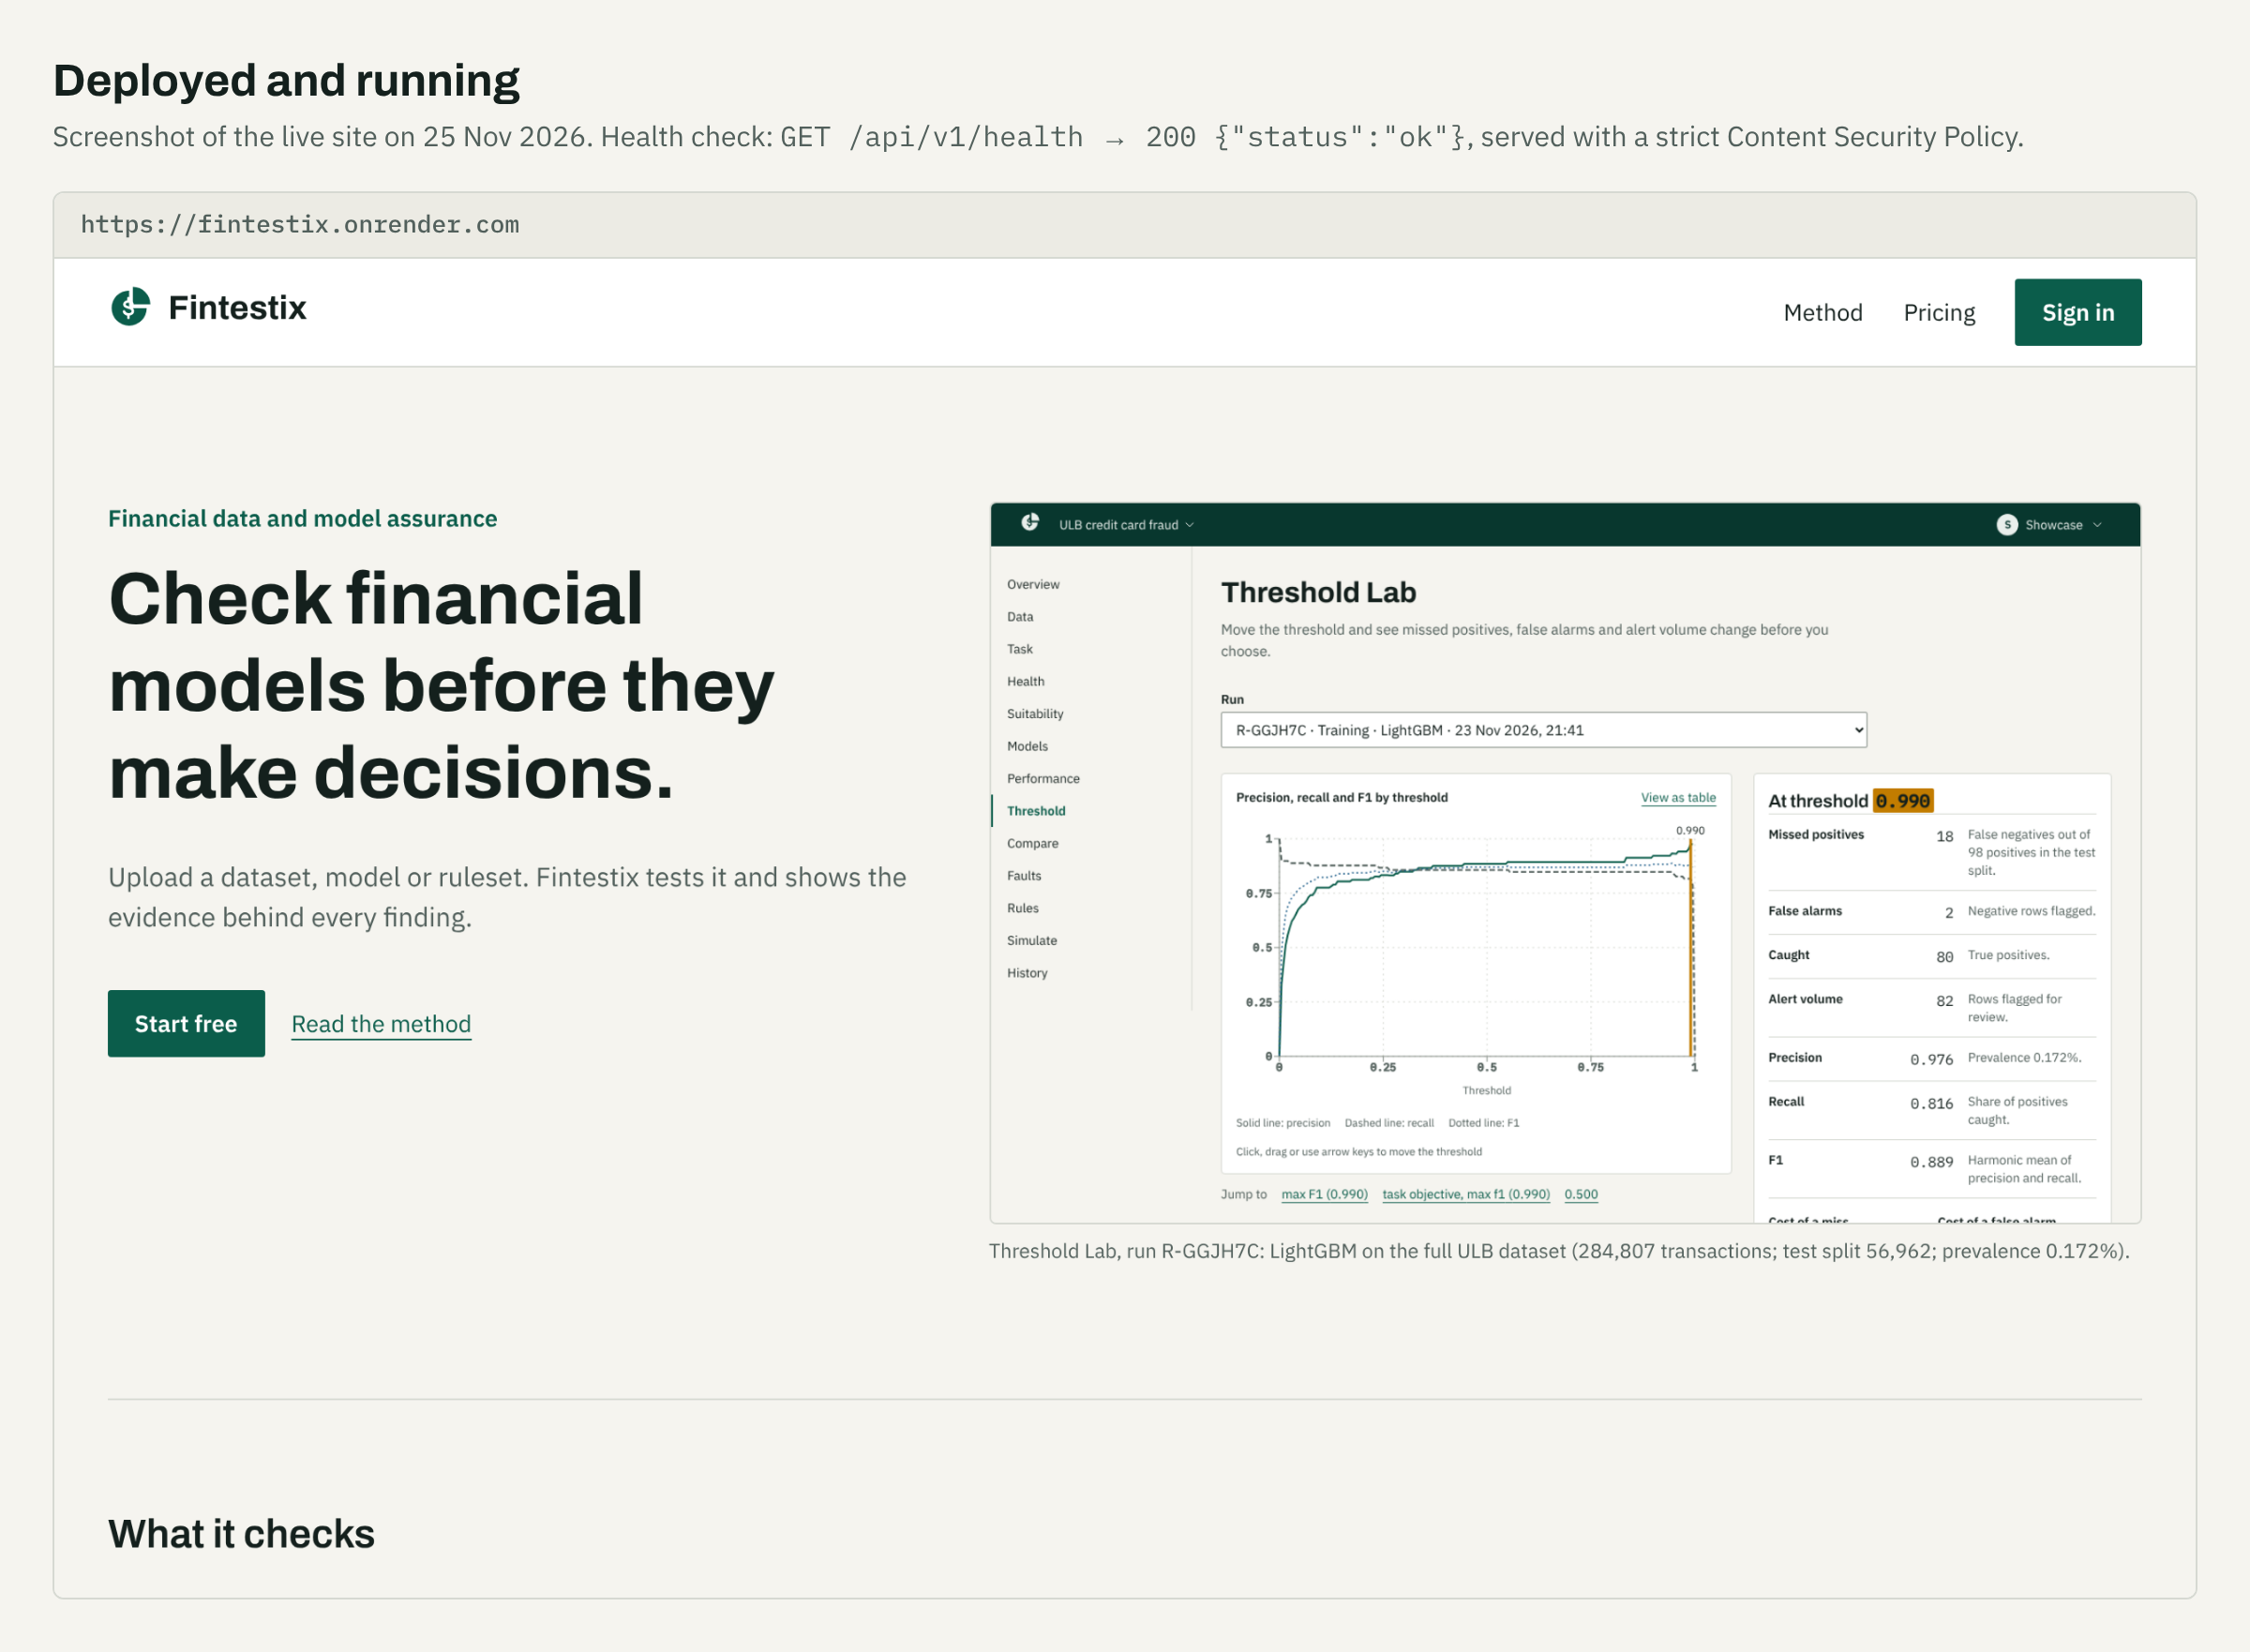 Deployed and running
Screenshot of the live site on 25 Nov 2026. Health check: GET /api/v1/health → 200 {"status":"ok"}, served with a strict Content Security Policy.
https://fintestix.onrender.com
Fintestix
Method
Pricing
Sign in
Financial data and model assurance
Check financial
models before they
make decisions.
Upload a dataset, model or ruleset. Fintestix tests it and shows the
evidence behind every finding.
Start free
Read the method
ULB credit card fraud
S Showcase
Overview
Data
Task
Health
Suitability
Models
Performance
Threshold
Compare
Faults
Rules
Simulate
History
Threshold Lab
Move the threshold and see missed positives, false alarms and alert volume change before you
choose.
Run
R-GGJH7C · Training · LightGBM · 23 Nov 2026, 21:41
Precision, recall and F1 by threshold
View as table
0.990
1
0.75
0.5
0.25
0
0 0.25 0.5 0.75 1
Threshold
Solid line: precision Dashed line: recall Dotted line: F1
Click, drag or use arrow keys to move the threshold
Jump to max F1 (0.990) task objective, max f1 (0.990) 0.500
At threshold 0.990
Missed positives 18 False negatives out of
98 positives in the test
split.
False alarms 2 Negative rows flagged.
Caught 80 True positives.
Alert volume 82 Rows flagged for
review.
Precision 0.976 Prevalence 0.172%.
Recall 0.816 Share of positives
caught.
F1 0.889 Harmonic mean of
precision and recall.
Cost of a miss Cost of a false alarm
Threshold Lab, run R-GGJH7C: LightGBM on the full ULB dataset (284,807 transactions; test split 56,962; prevalence 0.172%).
What it checks